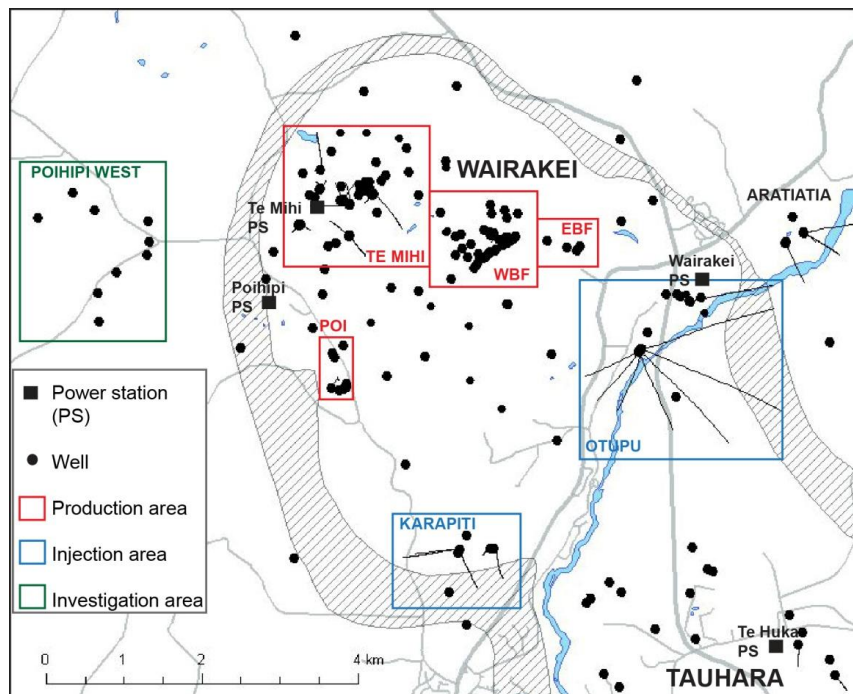 WAIRAKEI
POIHIPI WEST
ARATIATIA
Te Mihi
PS
EBF
TE MIHI
Wairakei
PS
WBF
Poihipi
PS
POI
Power station
(PS)
Well
Production area
Injection area
Investigation area
OTUPU
KARAPITI
Te Huka
PS
TAUHARA
0 1 2 4 km